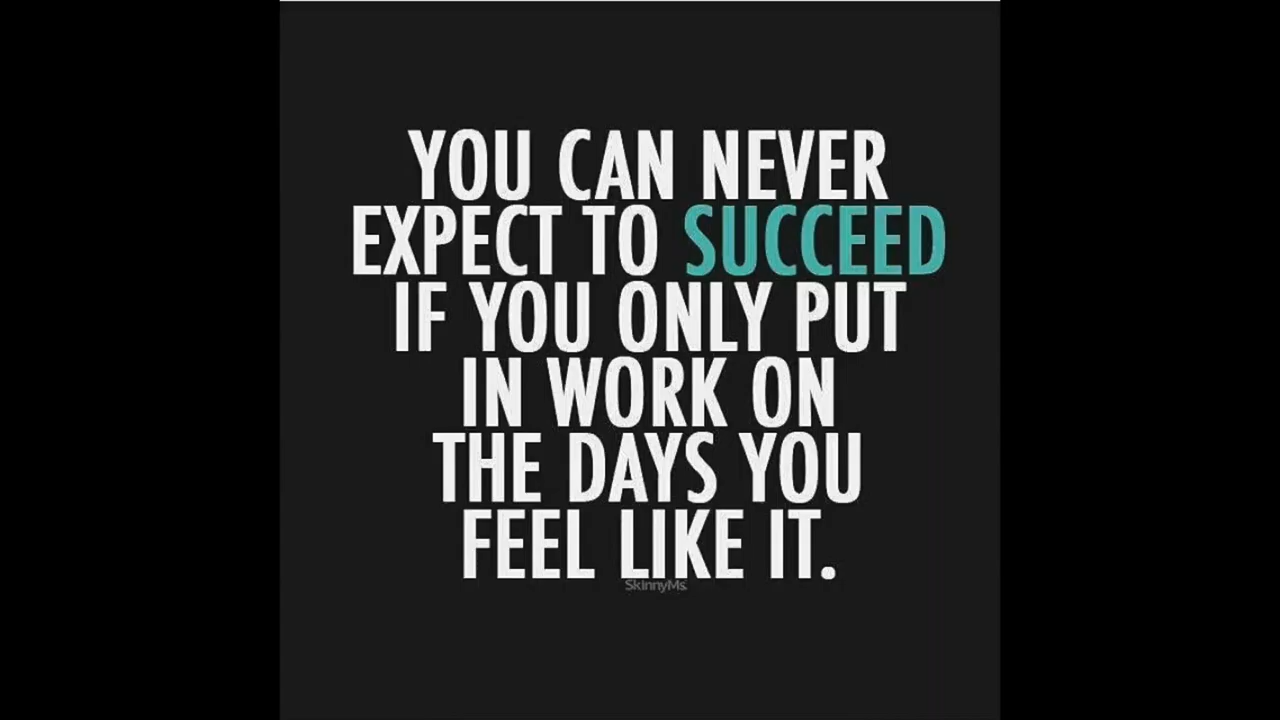 YOU CAN NEVER
EXPECT TO SUCCEED
IF YOU ONLY PUT
IN WORK ON
THE DAYS YOU
FEEL LIKE IT.
SkinnyMs.